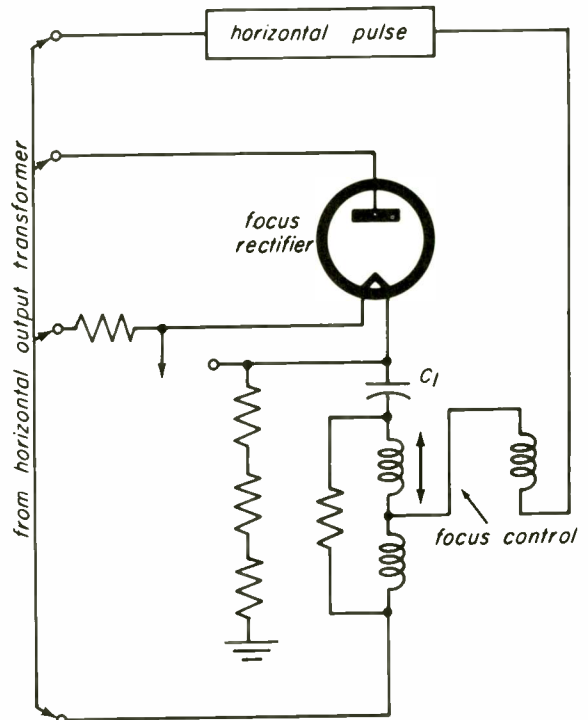 horizontal pulse
from horizontal output transformer
focus
rectifier
C1
focus control